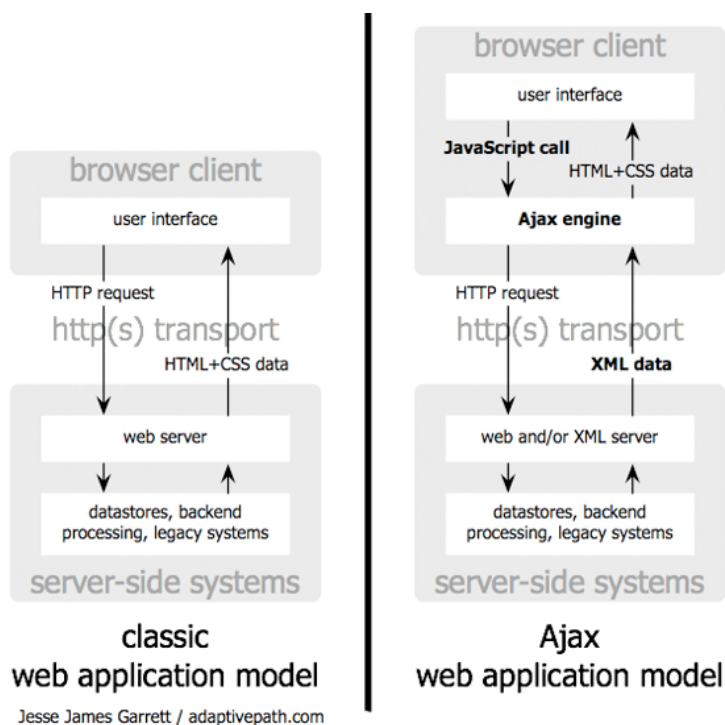 browser client
user interface
HTTP request
http(s) transport
HTML+CSS data
web server
datastores, backend
processing, legacy systems
server-side systems
classic
web application model
Jesse James Garrett / adaptivepath.com
browser client
user interface
JavaScript call
HTML+CSS data
Ajax engine
HTTP request
http(s) transport
XML data
web and/or XML server
datastores, backend
processing, legacy systems
server-side systems
Ajax
web application model